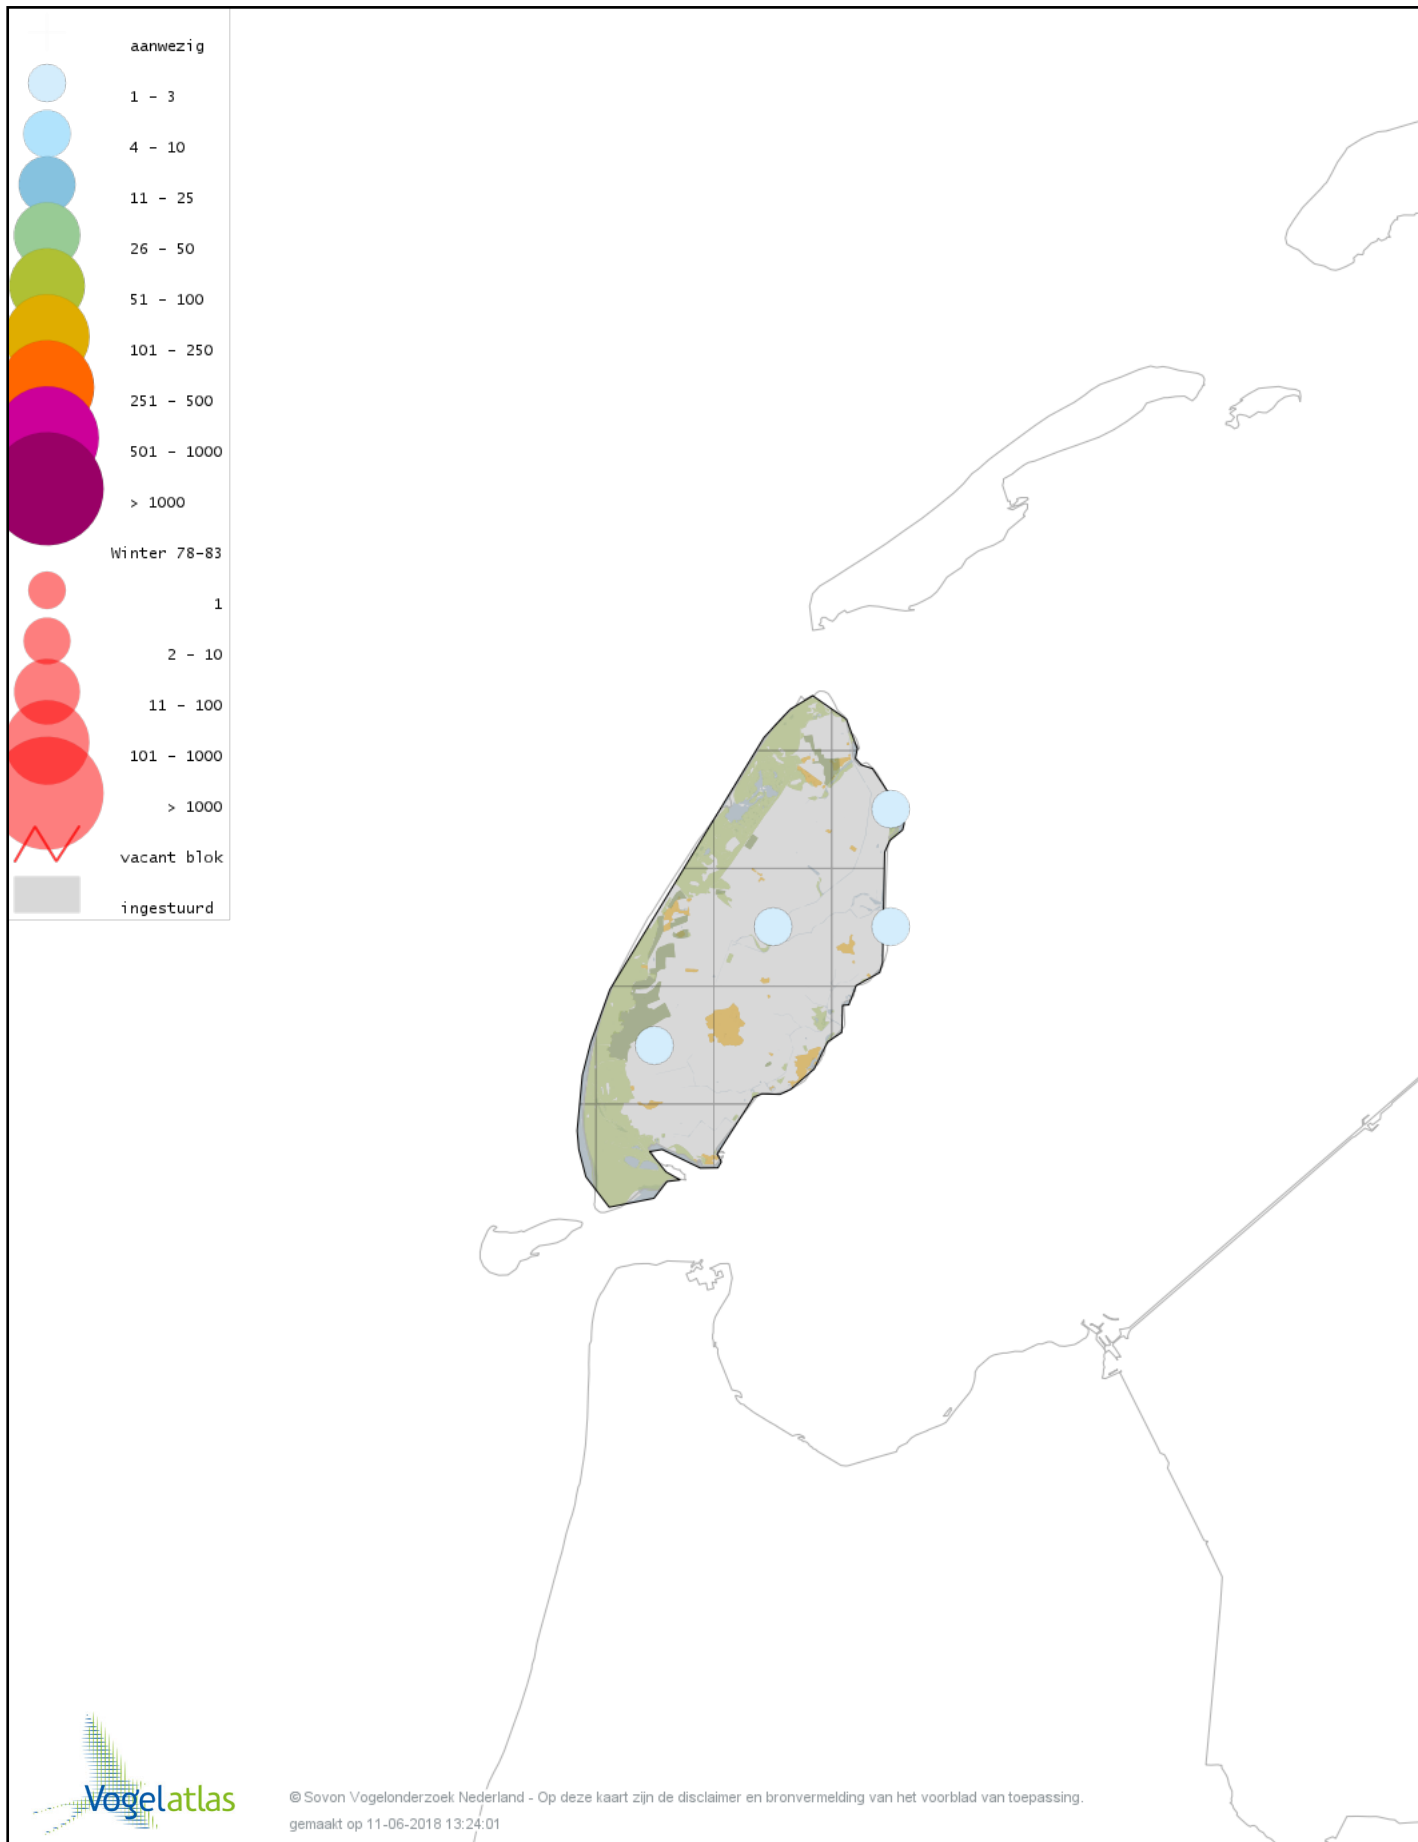 aanwezig
1 - 3
4 - 10
11 - 25
26 - 50
51 - 100
101 - 250
251 - 500
501 - 1000
> 1000
Winter 78-83
1
2 - 10
11 - 100
101 - 1000
> 1000
vacant blok
ingestuurd
Vogelatlas
© Sovon Vogelonderzoek Nederland - Op deze kaart zijn de disclaimer en bronvermelding van het voorblad van toepassing.
gemaakt op 11-06-2018 13:24:01